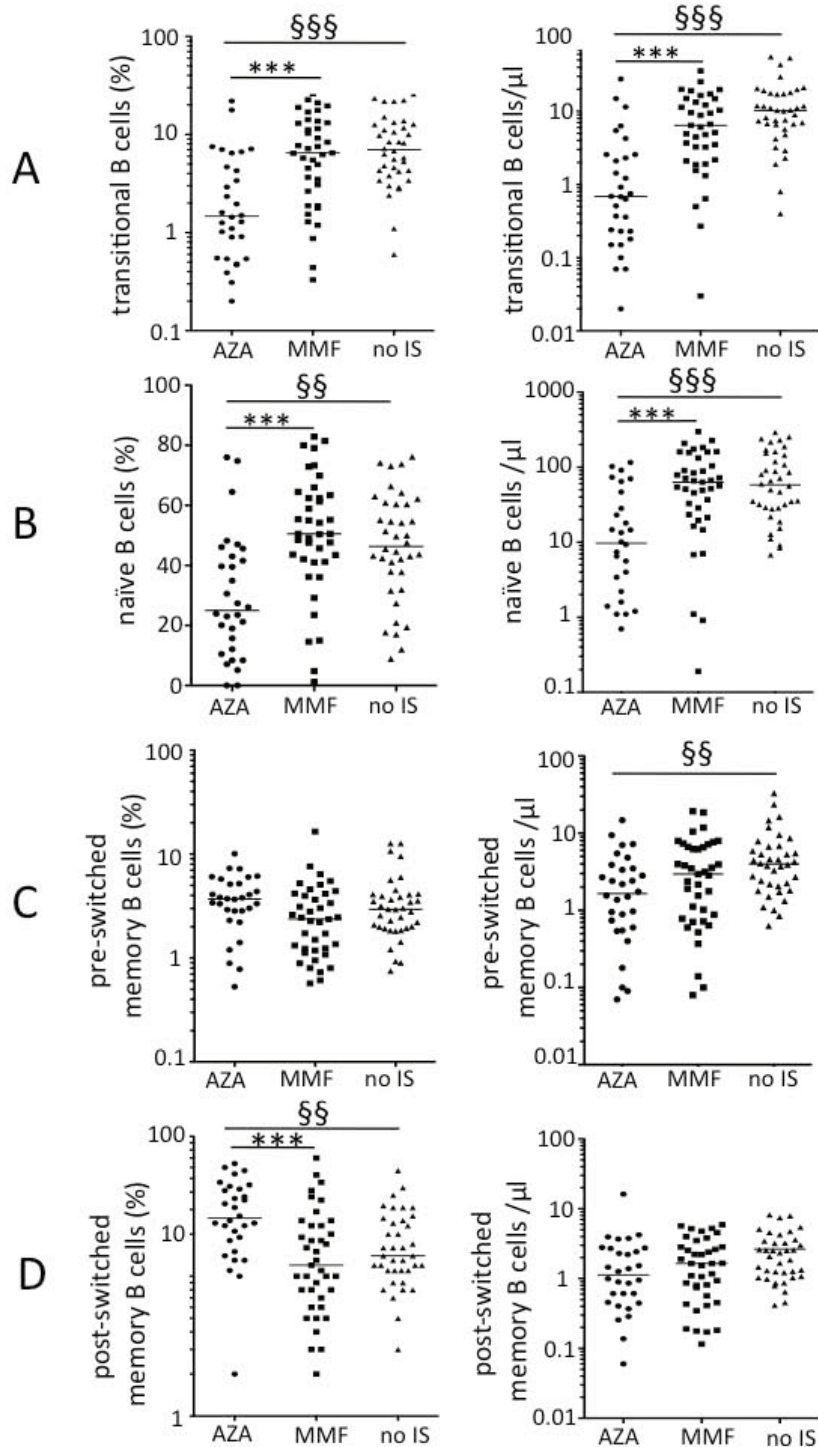 A
transitional B cells (%)
100
10
1
0.1
§§§
***
AZA MMF no IS
transitional B cells/µl
100
10
1
0.1
0.01
§§§
***
AZA MMF no IS
B
naïve B cells (%)
100
80
60
40
20
0
§§
***
AZA MMF no IS
naïve B cells /µl
1000
100
10
1
0.1
§§§
***
AZA MMF no IS
C
pre-switched
memory B cells (%)
100
10
1
0.1
AZA MMF no IS
pre-switched
memory B cells /µl
100
10
1
0.1
0.01
§§
AZA MMF no IS
D
post-switched
memory B cells (%)
100
10
1
§§
***
AZA MMF no IS
post-switched
memory B cells/µl
100
10
1
0.1
0.01
AZA MMF no IS